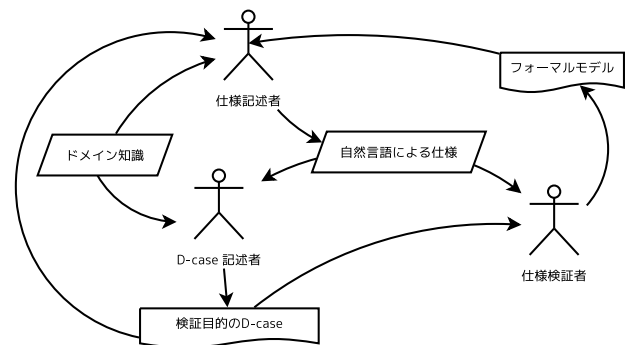 フォーマルモデル
仕様記述者
ドメイン知識
自然言語による仕様
D-case 記述者
仕様検証者
検証目的のD-case